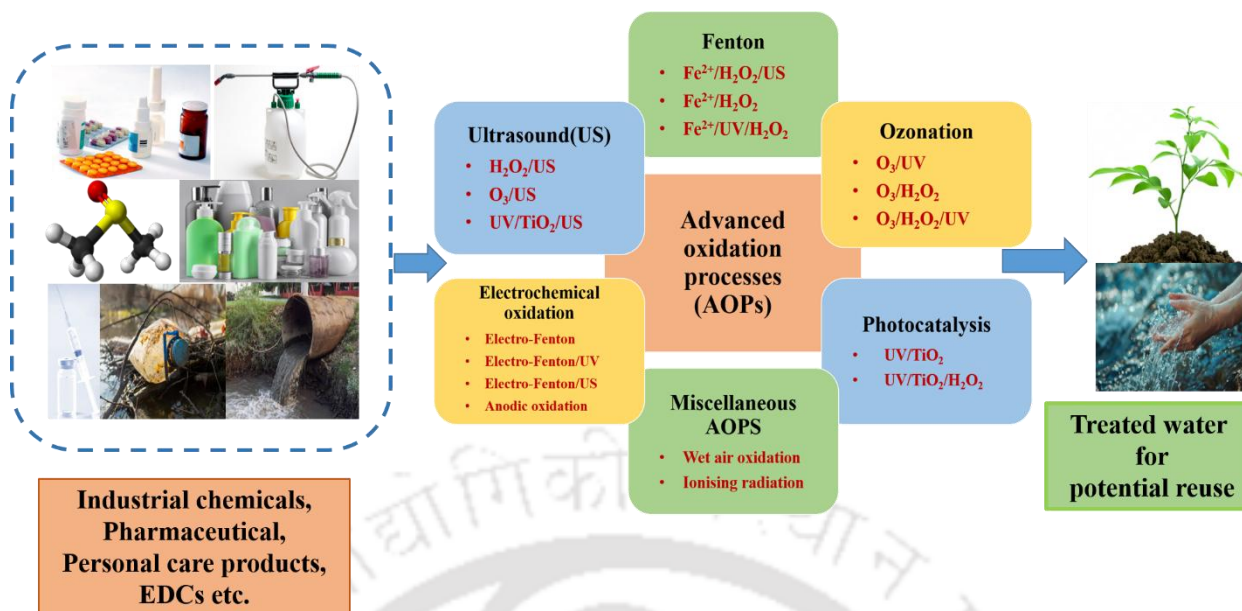 Fenton
• Fe²⁺/H₂O₂/US
• Fe²⁺/H₂O₂
• Fe²⁺/UV/H₂O₂
Ultrasound(US)
• H₂O₂/US
• O₃/US
• UV/TiO₂/US
Ozonation
• O₃/UV
• O₃/H₂O₂
• O₃/H₂O₂/UV
Advanced
oxidation
processes
(AOPs)
Electrochemical
oxidation
• Electro-Fenton
• Electro-Fenton/UV
• Electro-Fenton/US
• Anodic oxidation
Photocatalysis
• UV/TiO₂
• UV/TiO₂/H₂O₂
Miscellaneous
AOPS
• Wet air oxidation
• Ionising radiation
Industrial chemicals,
Pharmaceutical,
Personal care products,
EDCs etc.
Treated water
for
potential reuse